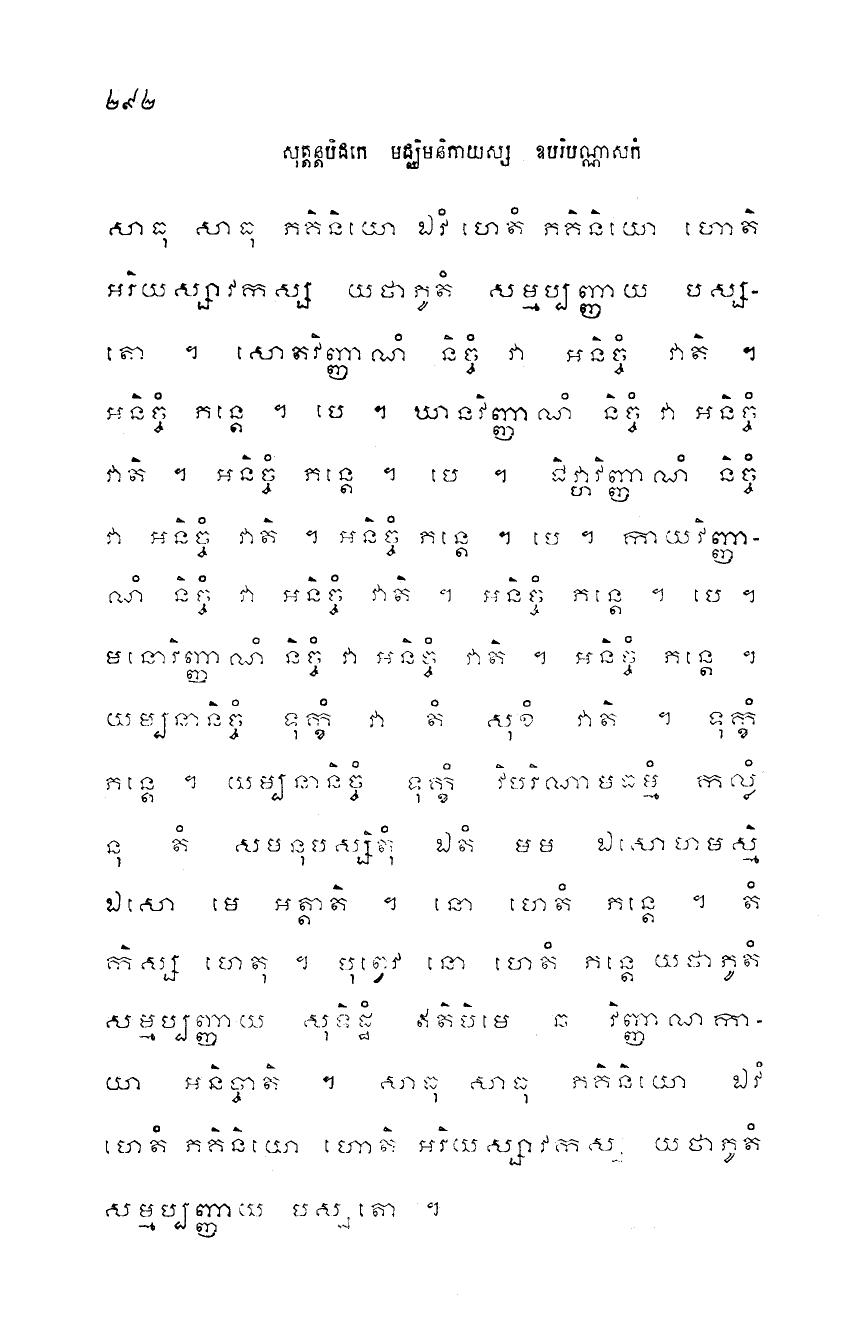 ២៩២
សុត្តន្តបិដកេ មជ្ឈិមនិកាយស្ស ឧបរិបណ្ណាសកំ
សាធុ សាធុ ភគិនិយោ ឯវំ ហេតំ ភគិនិយោ ហោតិ
អរិយស្សាវកស្ស យថាភូតំ សម្មប្បញ្ញាយ បស្ស-
តោ ។ សោតវិញ្ញាណំ និច្ចំ វា អនិច្ចំ វាតិ ។
អនិច្ចំ ភន្តេ ។ បេ ។ ឃានវិញ្ញាណំ និច្ចំ វា អនិច្ចំ
វាតិ ។ អនិច្ចំ ភន្តេ ។ បេ ។ ជិវ្ហាវិញ្ញាណំ និច្ចំ
វា អនិច្ចំ វាតិ ។ អនិច្ចំ ភន្តេ ។ បេ ។ កាយវិញ្ញា-
ណំ និច្ចំ វា អនិច្ចំ វាតិ ។ អនិច្ចំ ភន្តេ ។ បេ ។
មនោវិញ្ញាណំ និច្ចំ វា អនិច្ចំ វាតិ ។ អនិច្ចំ ភន្តេ ។
យម្បនានិច្ចំ ទុក្ខំ វា តំ សុខំ វាតិ ។ ទុក្ខំ
ភន្តេ ។ យម្បនានិច្ចំ ទុក្ខំ វិបរិណាមធម្មំ កល្លំ
នុ តំ សមនុបស្សិតុំ ឯតំ មម ឯសោហមស្មិ
ឯសោ មេ អត្តាតិ ។ នោ ហេតំ ភន្តេ ។ តំ
កិស្ស ហេតុ ។ បុព្វេវ នោ ហេតំ ភន្តេ យថាភូតំ
សម្មប្បញ្ញាយ សុទិដ្ឋំ ឥតិបិមេ ឆ វិញ្ញាណកា-
យា អនិច្ចាតិ ។ សាធុ សាធុ ភគិនិយោ ឯវំ
ហេតំ ភគិនិយោ ហោតិ អរិយស្សាវកស្ស យថាភូតំ
សម្មប្បញ្ញាយ បស្សតោ ។